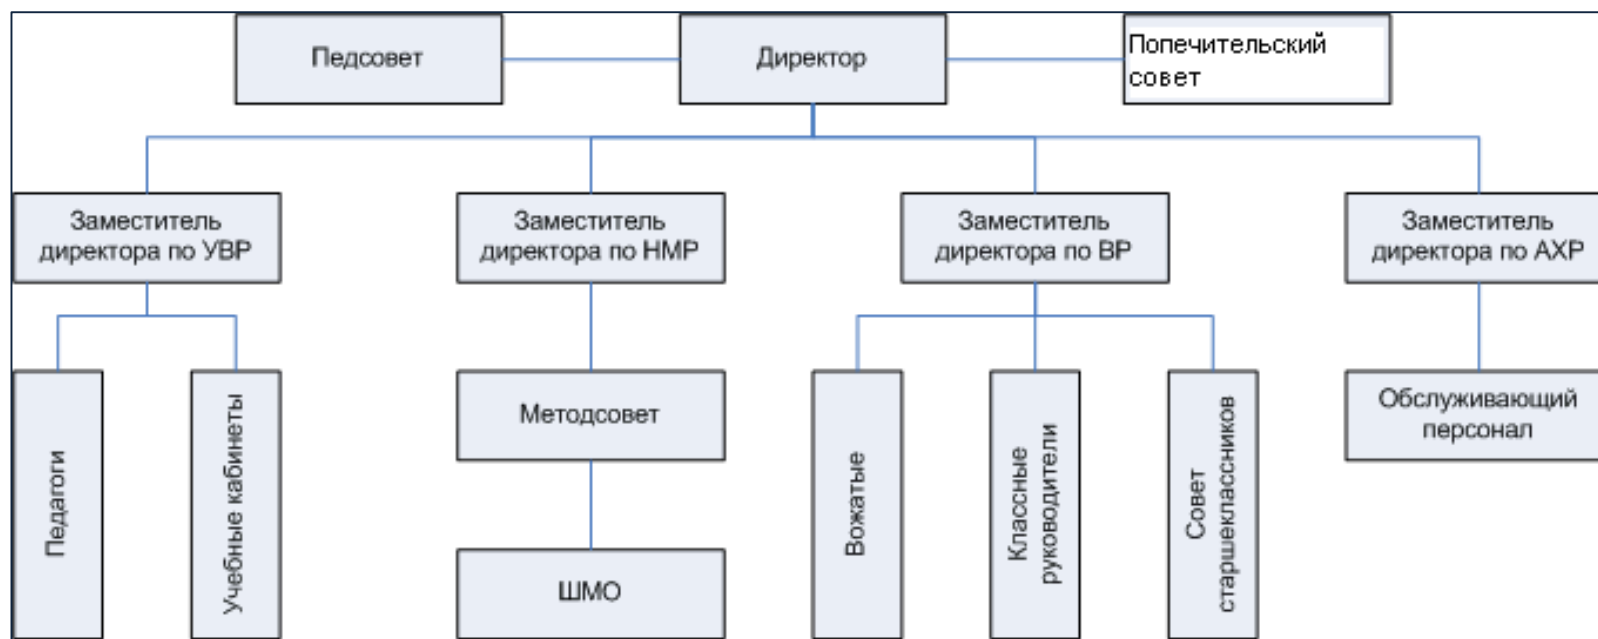 Педсовет
Директор
Попечительский
совет
Заместитель
директора по УВР
Заместитель
директора по НМР
Заместитель
директора по ВР
Заместитель
директора по АХР
Педагоги
Учебные кабинеты
Методсовет
ШМО
Вожатые
Классные
руководители
Совет
старшеклассников
Обслуживающий
персонал